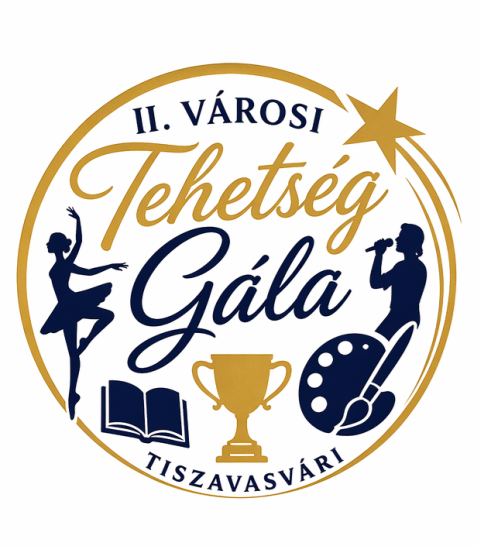 II. VÁROSI
Tehetség
Gála
TISZAVASVÁRI